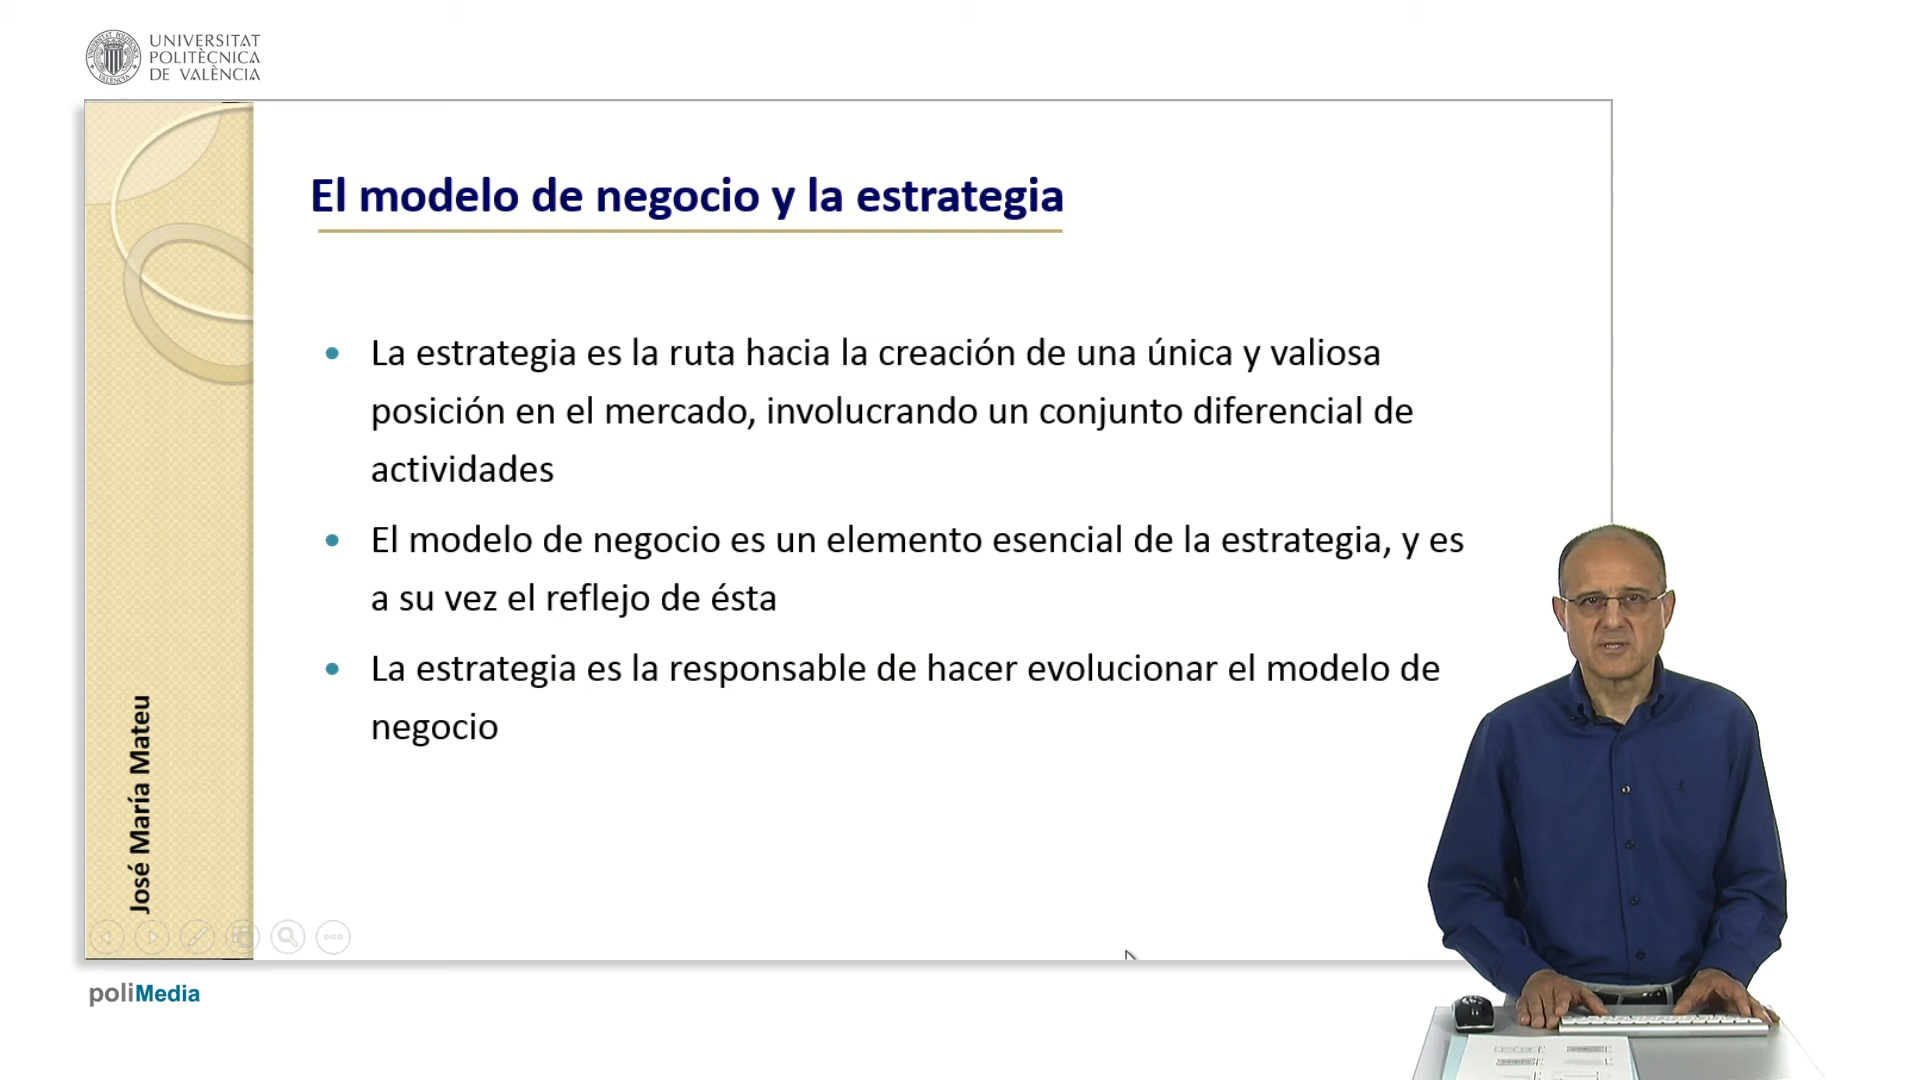 UNIVERSITAT
POLITÈCNICA
DE VALÈNCIA
El modelo de negocio y la estrategia
• La estrategia es la ruta hacia la creación de una única y valiosa
posición en el mercado, involucrando un conjunto diferencial de
actividades
• El modelo de negocio es un elemento esencial de la estrategia, y es
a su vez el reflejo de ésta
• La estrategia es la responsable de hacer evolucionar el modelo de
negocio
José María Mateu
poliMedia